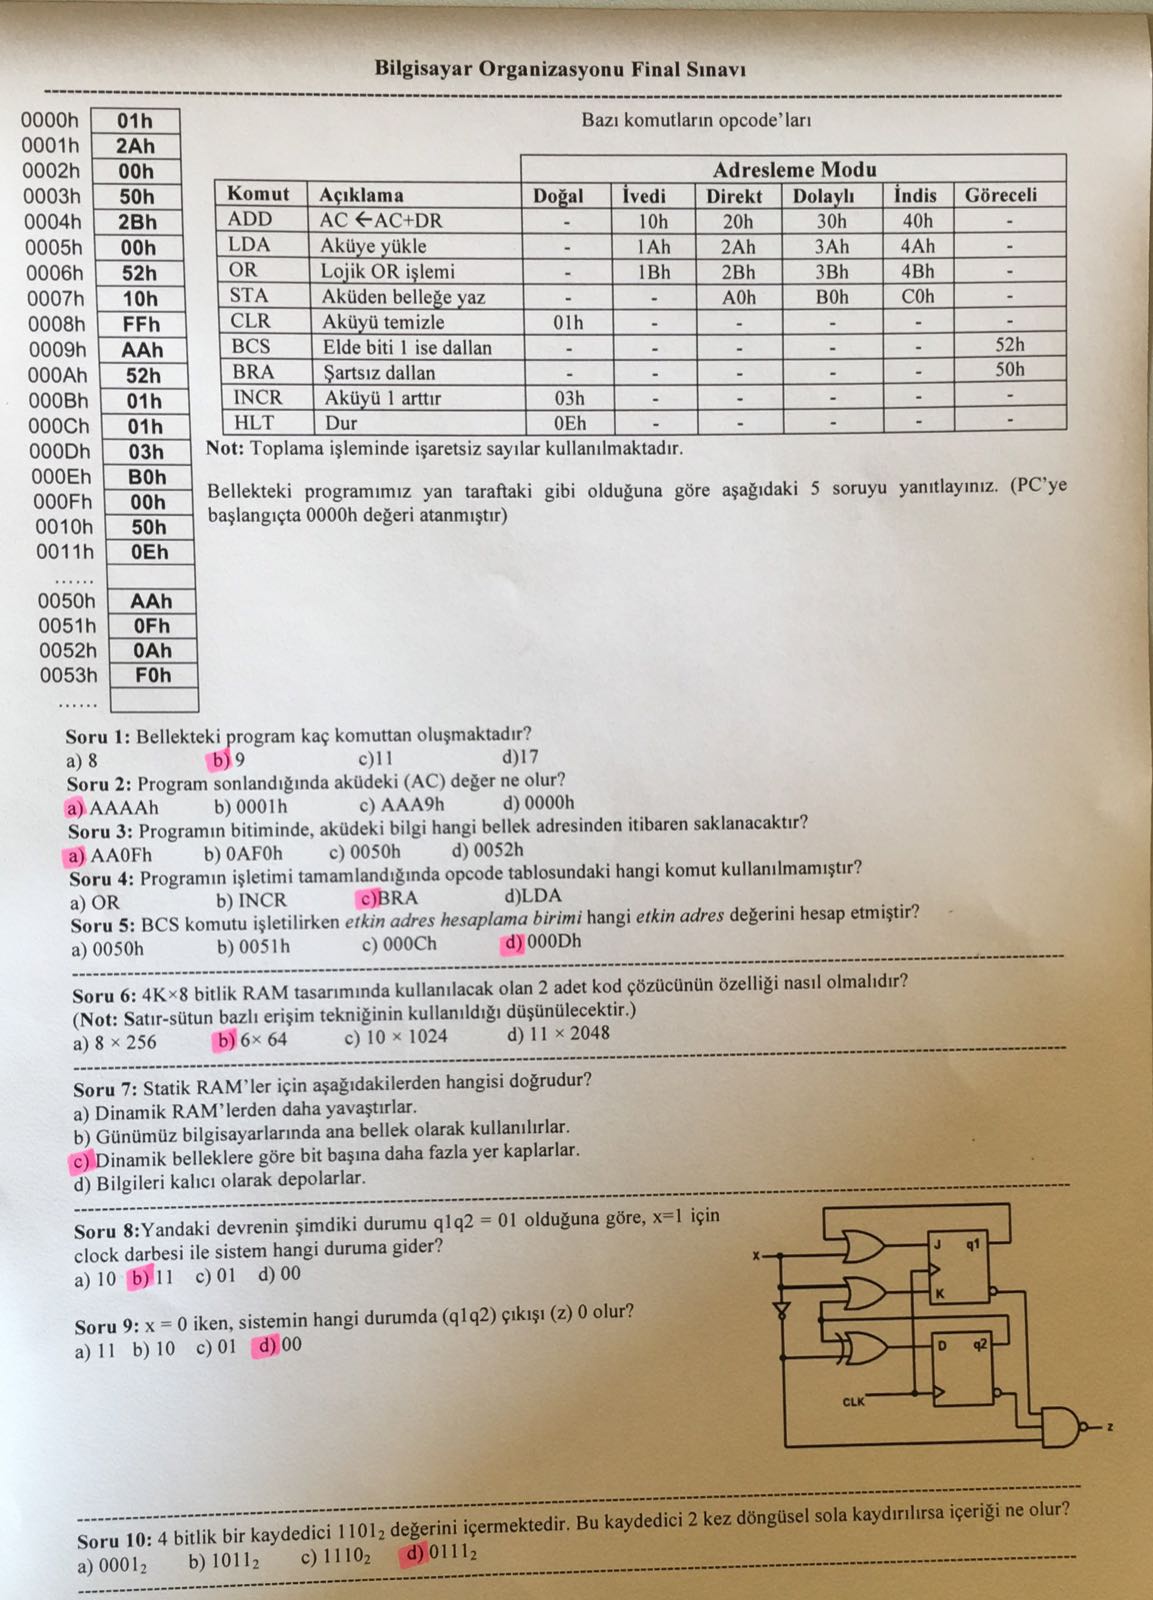 Bilgisayar Organizasyonu Final Sınavı
0000h 01h
0001h 2Ah
0002h 00h
0003h 50h
0004h 2Bh
0005h 00h
0006h 52h
0007h 10h
0008h FFh
0009h AAh
000Ah 52h
000Bh 01h
000Ch 01h
000Dh 03h
000Eh B0h
000Fh 00h
0010h 50h
0011h 0Eh
......
0050h AAh
0051h 0Fh
0052h 0Ah
0053h F0h
......
Bazı komutların opcode’ları
Adresleme Modu
Komut Açıklama Doğal İvedi Direkt Dolaylı İndis Göreceli
ADD AC ←AC+DR - 10h 20h 30h 40h -
LDA Aküye yükle - 1Ah 2Ah 3Ah 4Ah -
OR Lojik OR işlemi - 1Bh 2Bh 3Bh 4Bh -
STA Aküden belleğe yaz - - A0h B0h C0h -
CLR Aküyü temizle 01h - - - - -
BCS Elde biti 1 ise dallan - - - - - 52h
BRA Şartsız dallan - - - - - 50h
INCR Aküyü 1 arttır 03h - - - - -
HLT Dur 0Eh - - - - -
Not: Toplama işleminde işaretsiz sayılar kullanılmaktadır.
Bellekteki programımız yan taraftaki gibi olduğuna göre aşağıdaki 5 soruyu yanıtlayınız. (PC’ye
başlangıçta 0000h değeri atanmıştır)
Soru 1: Bellekteki program kaç komuttan oluşmaktadır?
a) 8 b) 9 c)11 d)17
Soru 2: Program sonlandığında aküdeki (AC) değer ne olur?
a) AAAAh b) 0001h c) AAA9h d) 0000h
Soru 3: Programın bitiminde, aküdeki bilgi hangi bellek adresinden itibaren saklanacaktır?
a) AA0Fh b) 0AF0h c) 0050h d) 0052h
Soru 4: Programın işletimi tamamlandığında opcode tablosundaki hangi komut kullanılmamıştır?
a) OR b) INCR c)BRA d)LDA
Soru 5: BCS komutu işletilirken etkin adres hesaplama birimi hangi etkin adres değerini hesap etmiştir?
a) 0050h b) 0051h c) 000Ch d) 000Dh
Soru 6: 4K×8 bitlik RAM tasarımında kullanılacak olan 2 adet kod çözücünün özelliği nasıl olmalıdır?
(Not: Satır-sütun bazlı erişim tekniğinin kullanıldığı düşünülecektir.)
a) 8 × 256 b) 6× 64 c) 10 × 1024 d) 11 × 2048
Soru 7: Statik RAM’ler için aşağıdakilerden hangisi doğrudur?
a) Dinamik RAM’lerden daha yavaştırlar.
b) Günümüz bilgisayarlarında ana bellek olarak kullanılırlar.
c) Dinamik belleklere göre bit başına daha fazla yer kaplarlar.
d) Bilgileri kalıcı olarak depolarlar.
Soru 8:Yandaki devrenin şimdiki durumu q1q2 = 01 olduğuna göre, x=1 için
clock darbesi ile sistem hangi duruma gider?
a) 10 b) 11 c) 01 d) 00
Soru 9: x = 0 iken, sistemin hangi durumda (q1q2) çıkışı (z) 0 olur?
a) 11 b) 10 c) 01 d) 00
x
J q1
K
D q2
CLK
z
Soru 10: 4 bitlik bir kaydedici 1101₂ değerini içermektedir. Bu kaydedici 2 kez döngüsel sola kaydırılırsa içeriği ne olur?
a) 0001₂ b) 1011₂ c) 1110₂ d) 0111₂